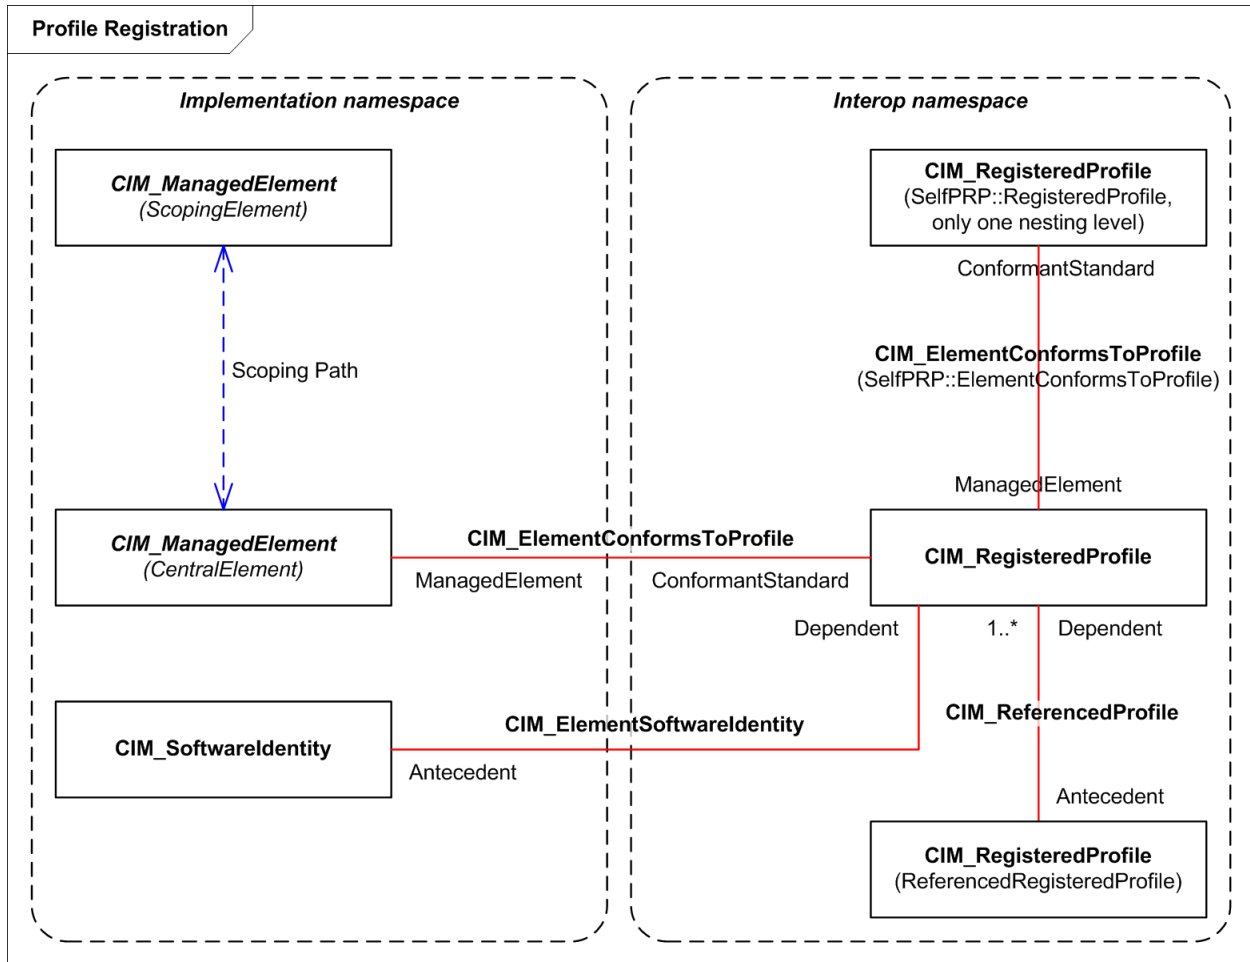 Profile Registration
Implementation namespace
Interop namespace
CIM_ManagedElement
(ScopingElement)
CIM_RegisteredProfile
(SelfPRP::RegisteredProfile,
only one nesting level)
ConformantStandard
CIM_ElementConformsToProfile
(SelfPRP::ElementConformsToProfile)
Scoping Path
ManagedElement
CIM_ManagedElement
(CentralElement)
CIM_ElementConformsToProfile
ManagedElement
ConformantStandard
CIM_RegisteredProfile
Dependent
1..*
Dependent
CIM_ReferencedProfile
CIM_ElementSoftwareIdentity
CIM_SoftwareIdentity
Antecedent
Antecedent
CIM_RegisteredProfile
(ReferencedRegisteredProfile)